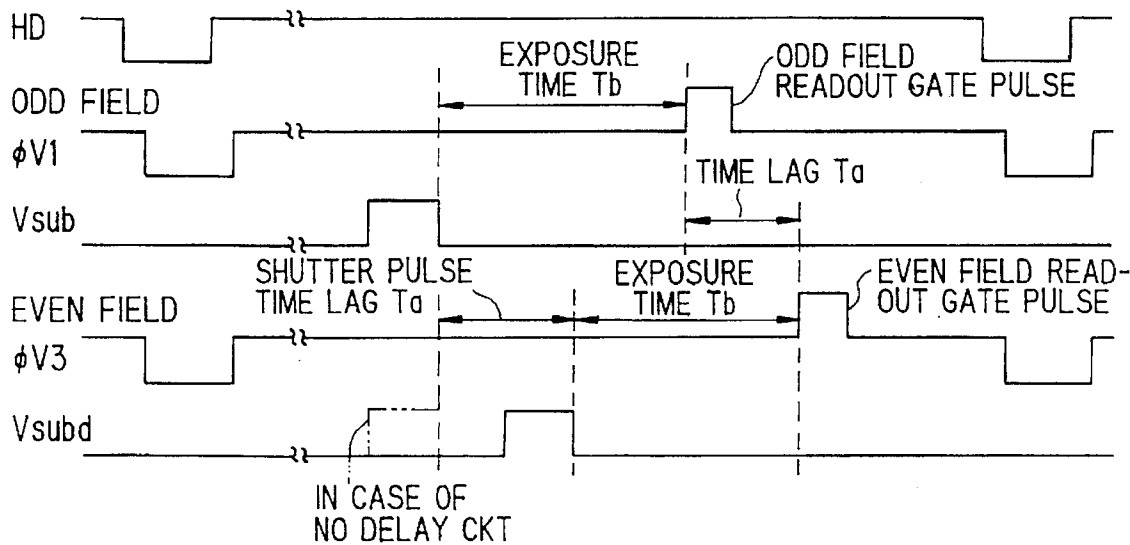 HD
EXPOSURE
TIME Tb
ODD FIELD
READOUT GATE PULSE
ODD FIELD
φV1
TIME LAG Ta
Vsub
SHUTTER PULSE
TIME LAG Ta
EXPOSURE
TIME Tb
EVEN FIELD READ-
OUT GATE PULSE
EVEN FIELD
φV3
Vsubd
IN CASE OF
NO DELAY CKT